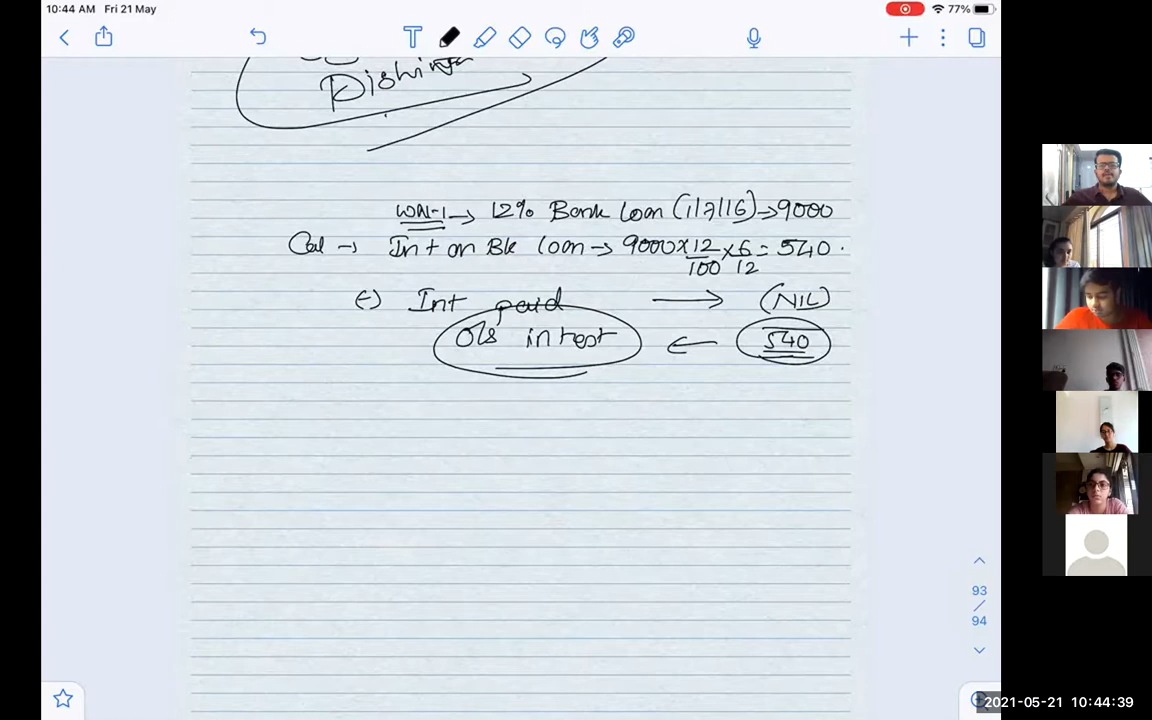 10:44 AM Fri 21 May
77%
WN-1 → 12% Bank Loan (1/7/16) → 9000
Cal → Int on Bk Loan → 9000 × 12/100 × 6/12 = 540.
(-) Int paid → (NIL)
O/s intrest ← 540
93
/
94
2021-05-21 10:44:39